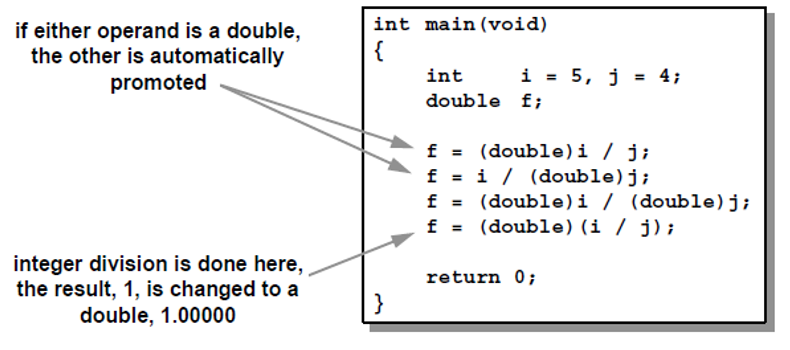 if either operand is a double,
the other is automatically
promoted
integer division is done here,
the result, 1, is changed to a
double, 1.00000
int main(void)
{
    int    i = 5, j = 4;
    double f;

    f = (double)i / j;
    f = i / (double)j;
    f = (double)i / (double)j;
    f = (double)(i / j);

    return 0;
}